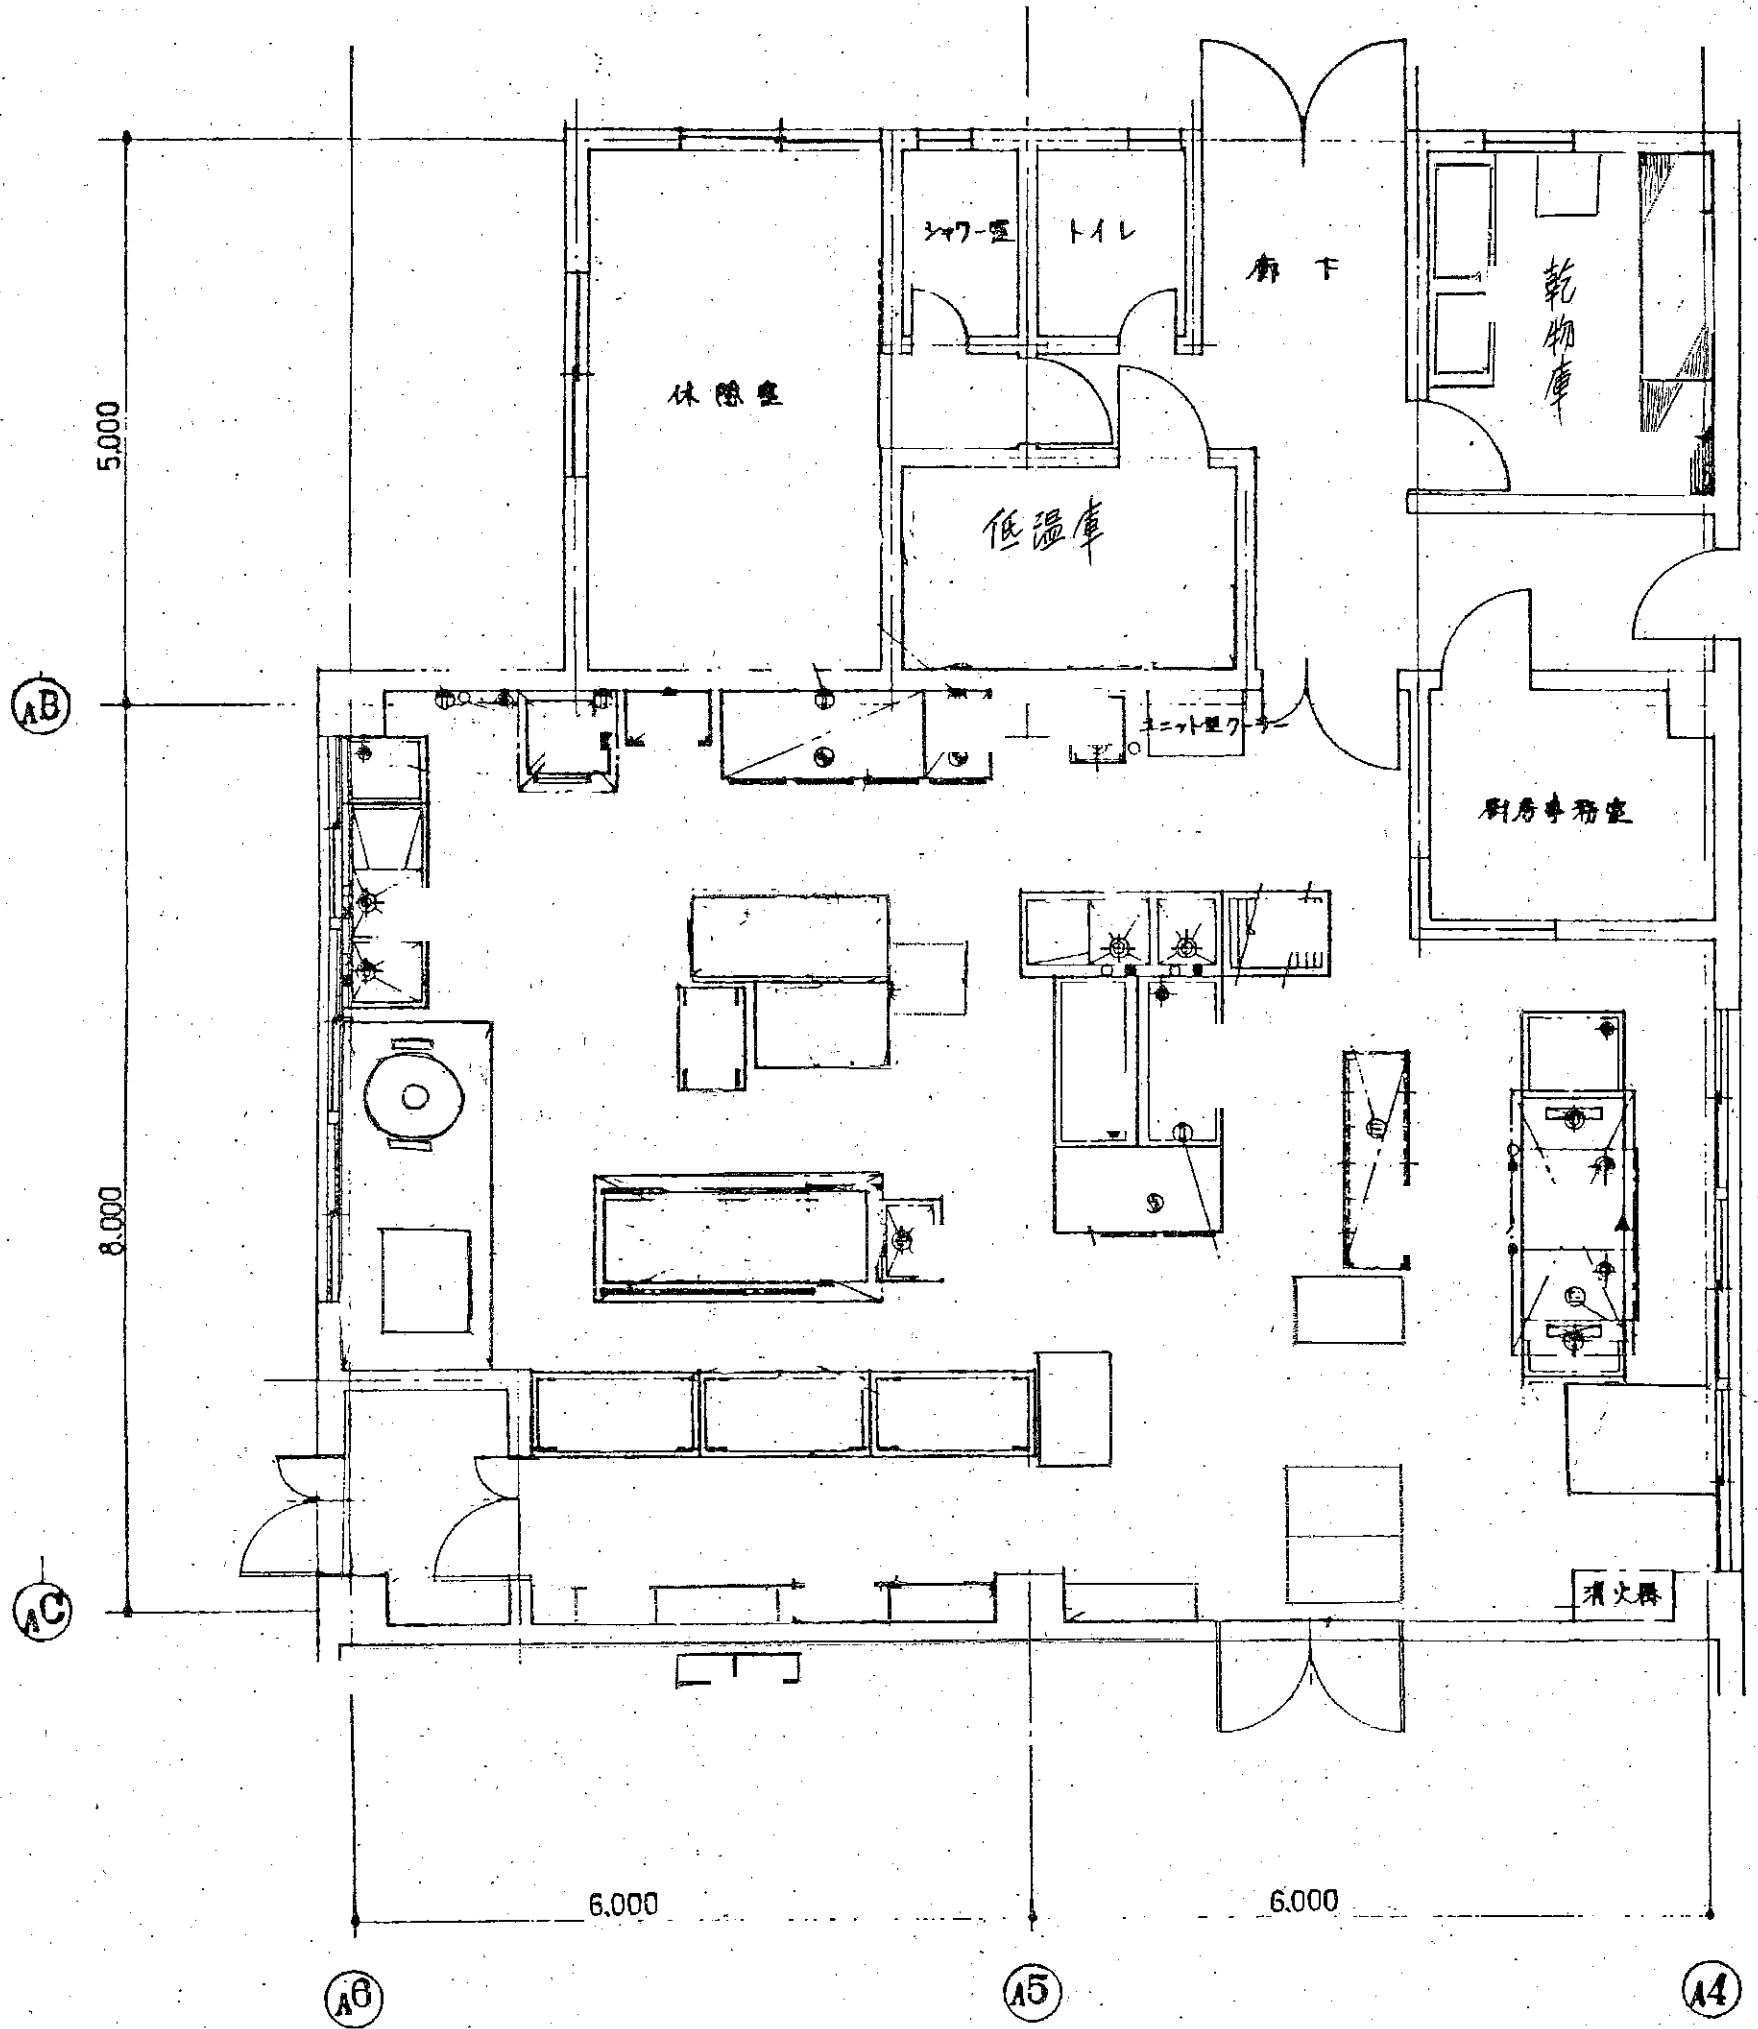 シャワー室
トイレ
廊下
乾物庫
休憩室
5,000
低温庫
AB
ユニット型クーラー
厨房事務室
8,000
AC
消火器
6,000
6,000
A6
A5
A4